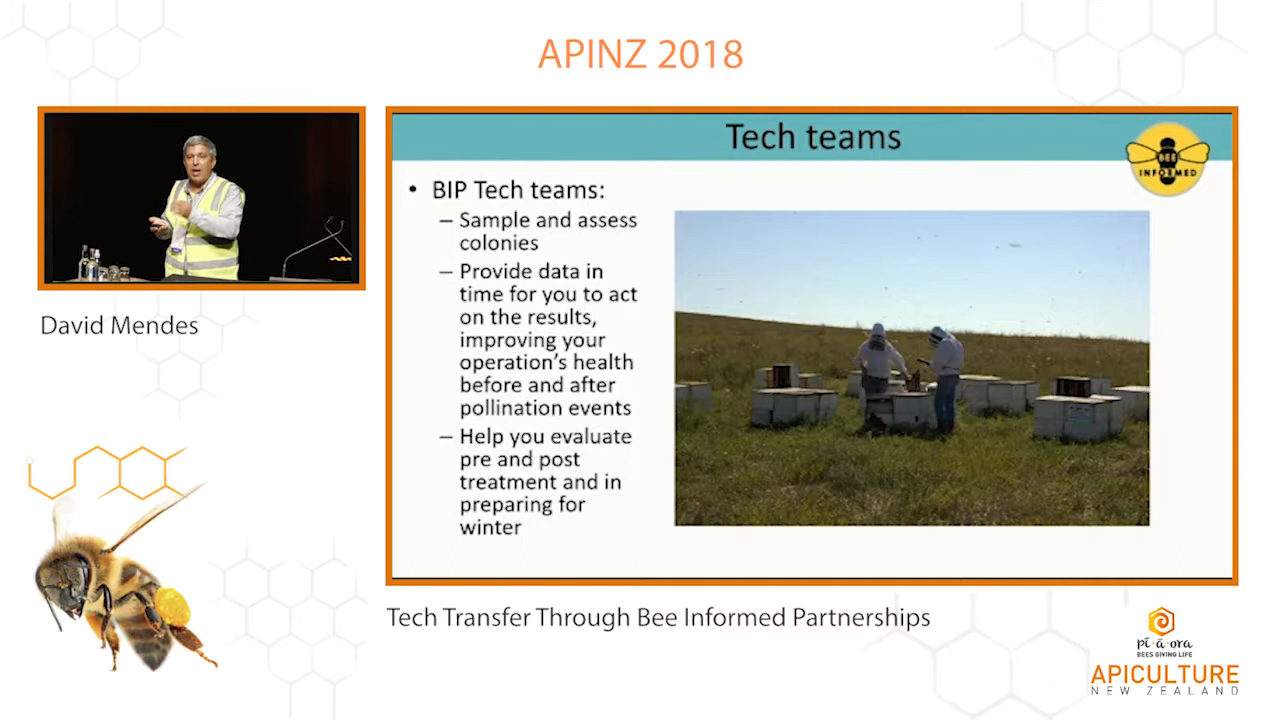 APINZ 2018
David Mendes
Tech teams
BEE
INFORMED
• BIP Tech teams:
– Sample and assess
colonies
– Provide data in
time for you to act
on the results,
improving your
operation's health
before and after
pollination events
– Help you evaluate
pre and post
treatment and in
preparing for
winter
Tech Transfer Through Bee Informed Partnerships
pī-ā-ora
BEES GIVING LIFE
APICULTURE
NEW ZEALAND